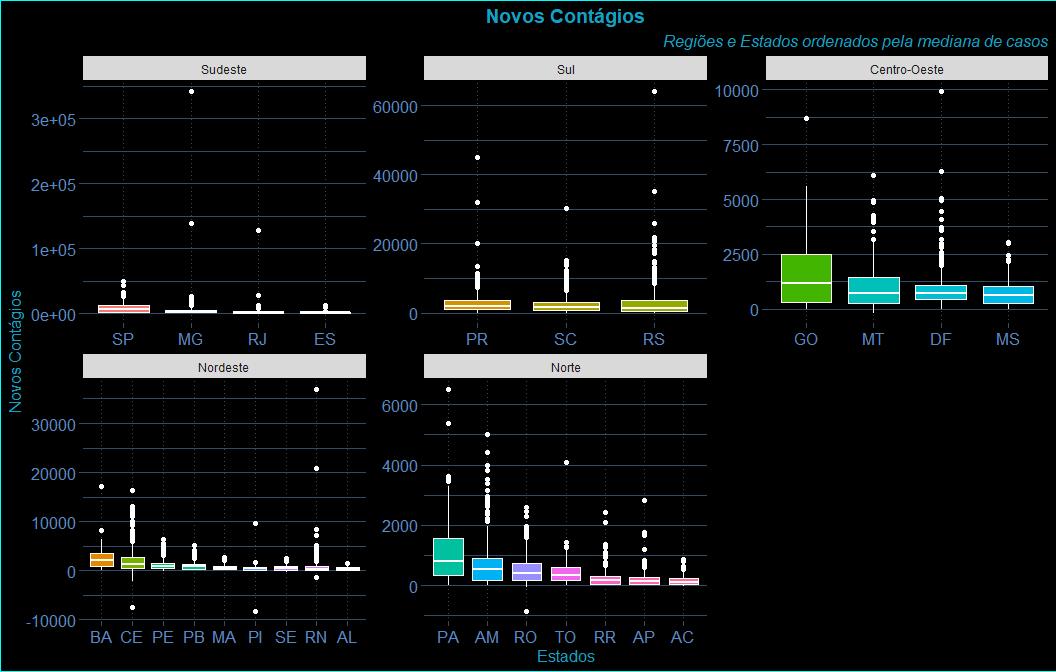 Novos Contágios
Regiões e Estados ordenados pela mediana de casos
Sudeste
Sul
Centro-Oeste
3e+05
2e+05
1e+05
0e+00
60000
40000
20000
0
10000
7500
5000
2500
0
SP MG RJ ES
PR SC RS
GO MT DF MS
Novos Contágios
Nordeste
Norte
30000
20000
10000
0
-10000
6000
4000
2000
0
BA CE PE PB MA PI SE RN AL
PA AM RO TO RR AP AC
Estados